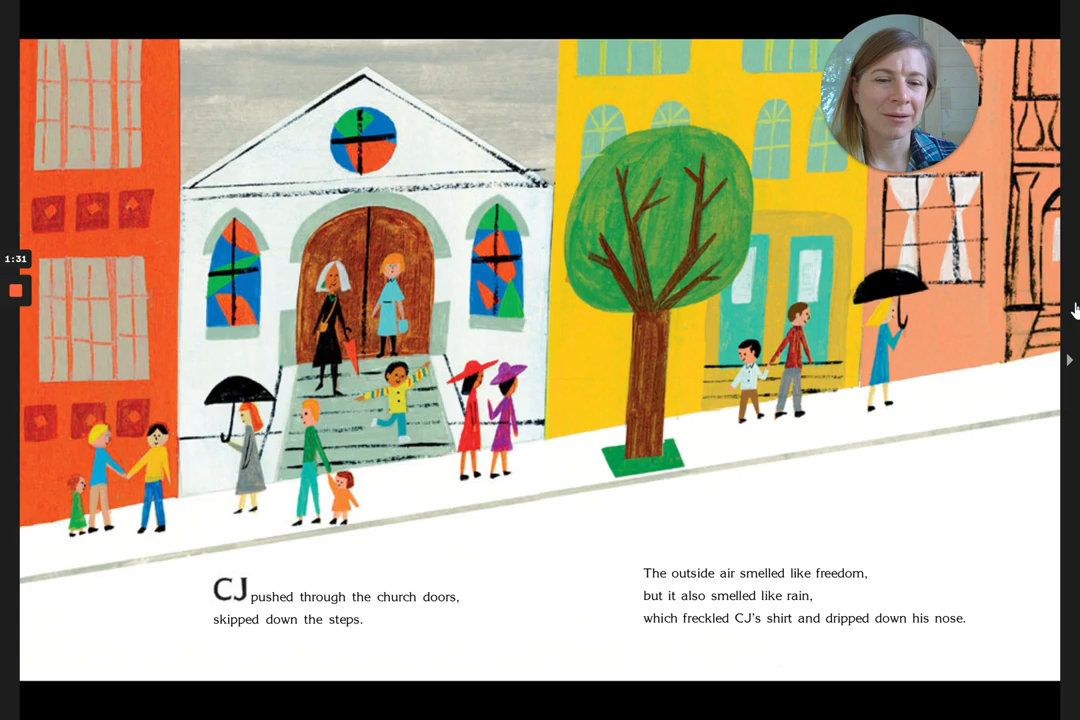 1:31
CJ pushed through the church doors,
skipped down the steps.
The outside air smelled like freedom,
but it also smelled like rain,
which freckled CJ's shirt and dripped down his nose.